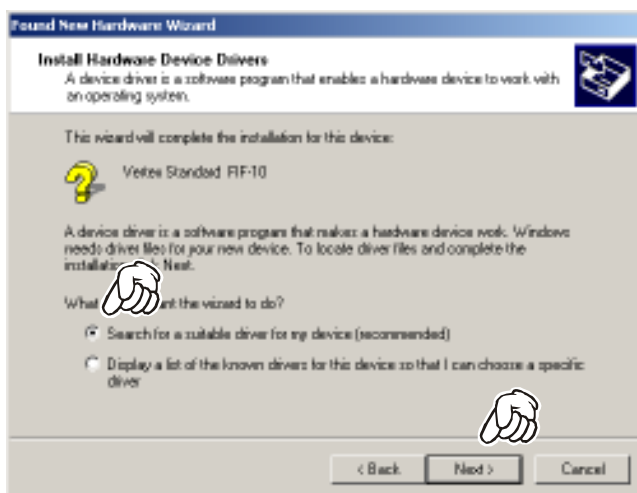 Found New Hardware Wizard
Install Hardware Device Drivers
A device driver is a software program that enables a hardware device to work with
an operating system.
This wizard will complete the installation for this device:
Vertex Standard FIF-10
A device driver is a software program that makes a hardware device work. Windows
needs driver files for your new device. To locate driver files and complete the
Next.
What the wizard to do?
Search for a suitable driver for my device (recommended)
Display a list of the known drivers for this device so that I can choose a specific
driver
< Back
Next >
Cancel